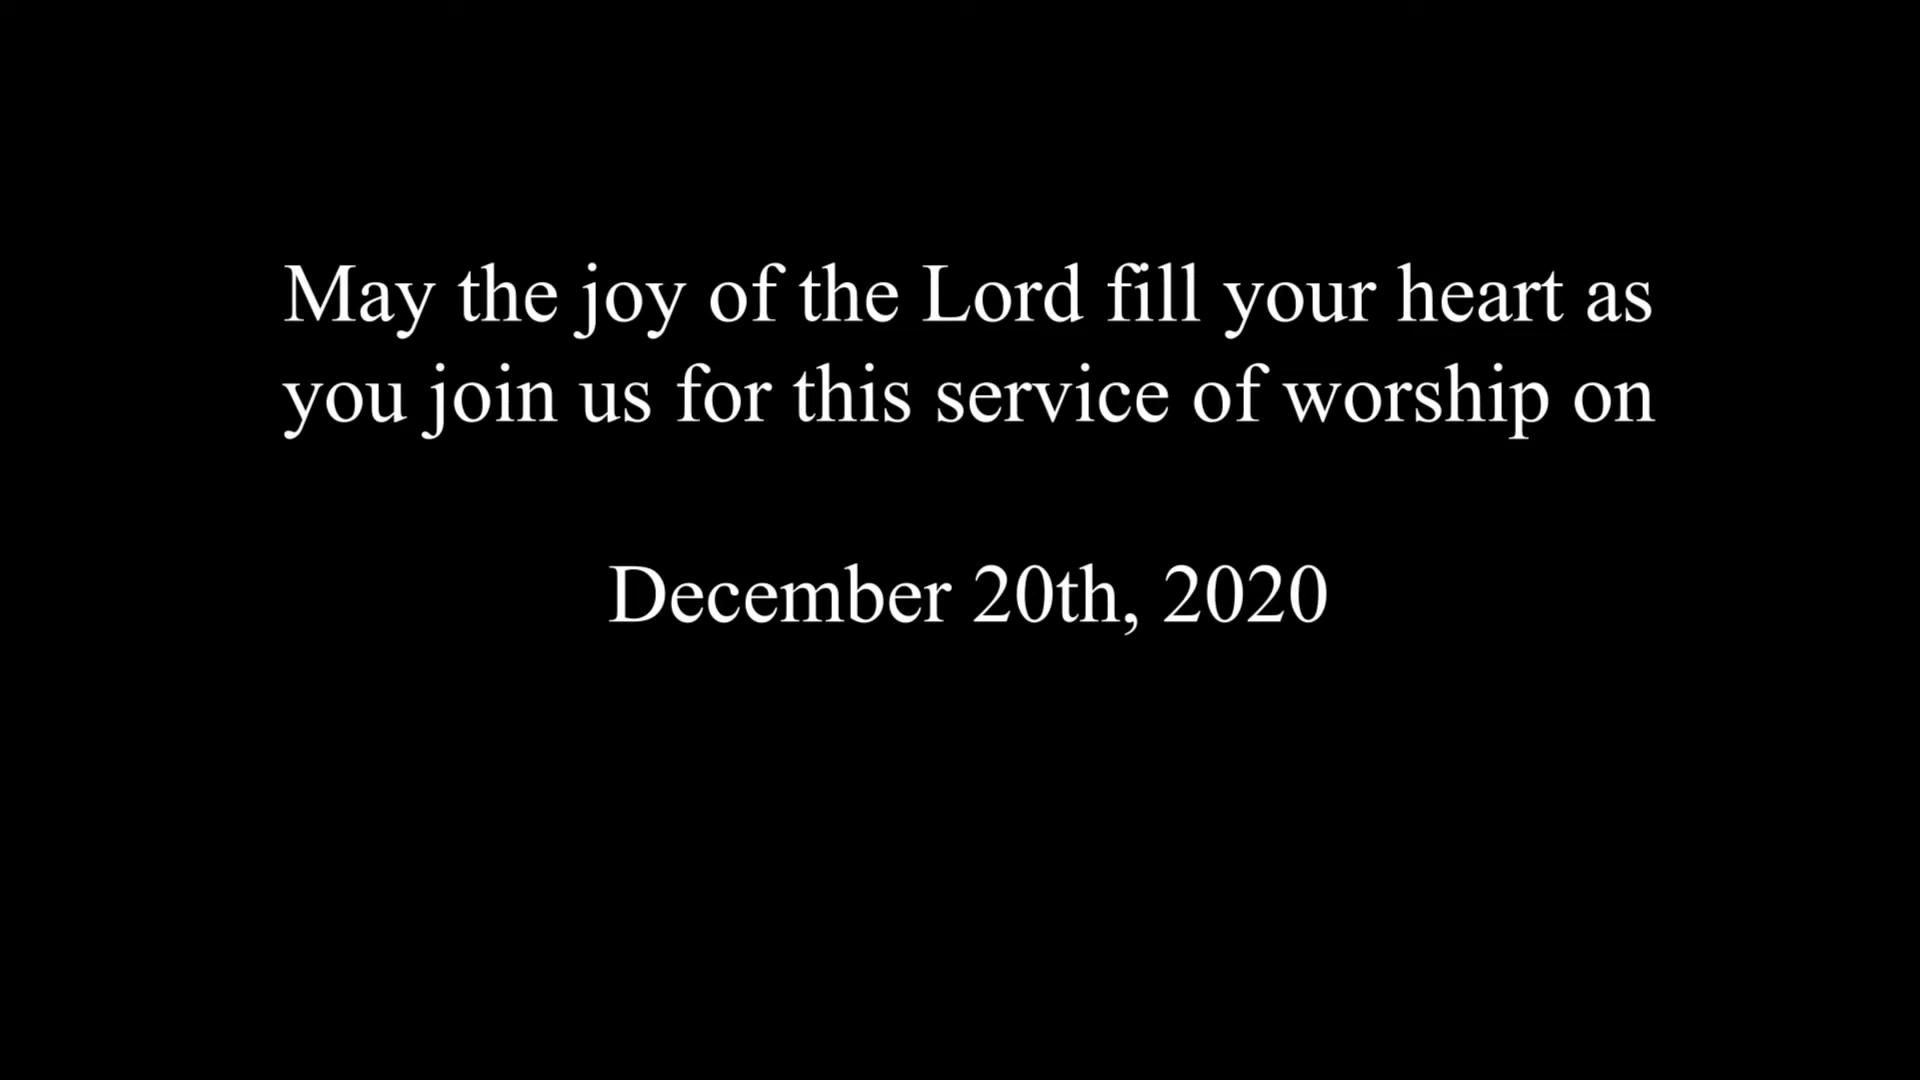 May the joy of the Lord fill your heart as
you join us for this service of worship on
December 20th, 2020